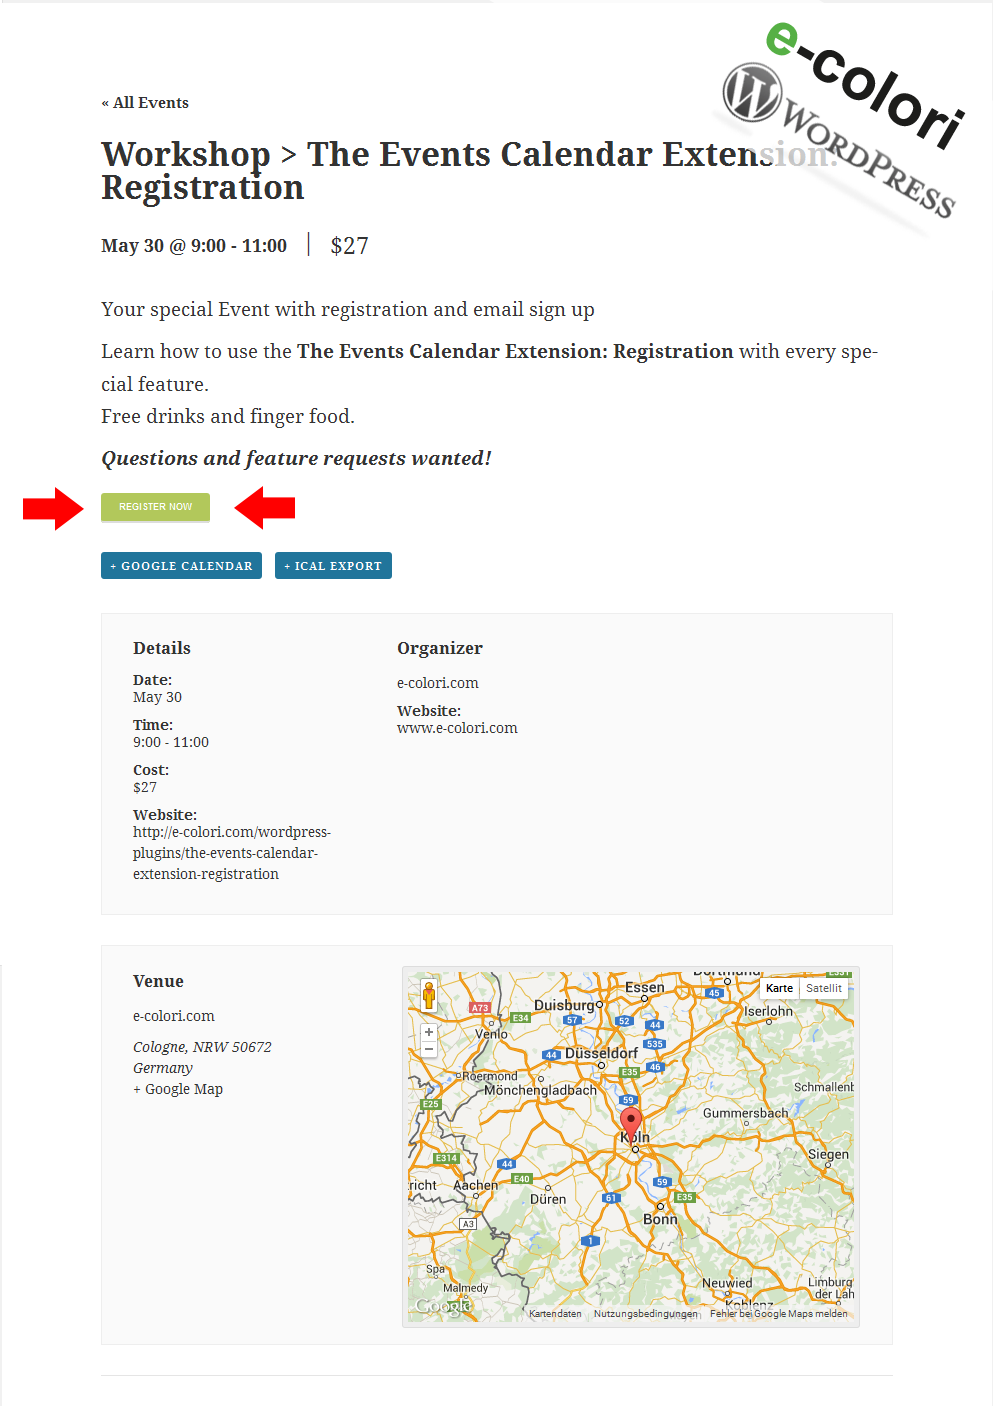 e-colori
WORDPRESS
« All Events
Workshop > The Events Calendar Extension:
Registration
May 30 @ 9:00 - 11:00 | $27
Your special Event with registration and email sign up
Learn how to use the The Events Calendar Extension: Registration with every spe-
cial feature.
Free drinks and finger food.
Questions and feature requests wanted!
REGISTER NOW
+ GOOGLE CALENDAR
+ ICAL EXPORT
Details
Date:
May 30
Time:
9:00 - 11:00
Cost:
$27
Website:
http://e-colori.com/wordpress-
plugins/the-events-calendar-
extension-registration
Organizer
e-colori.com
Website:
www.e-colori.com
Venue
e-colori.com
Cologne, NRW 50672
Germany
+ Google Map
Dortmund
E331
Karte
Satellit
Essen
45
A73
Duisburg
Iserlohn
E34
57
52
44
Venlo
535
44
Düsseldorf
46
E35
Roermond
Mönchengladbach
Schmallenb
59
E25
Gummersbach
Köln
Siegen
E314
44
richt
Aachen
E40
59
Düren
61
E35
A3
Bonn
1
Spa
Malmedy
Neuwied
Limburg
der Lah
Koblenz
Google
Kartendaten
Nutzungsbedingungen
Fehler bei Google Maps melden